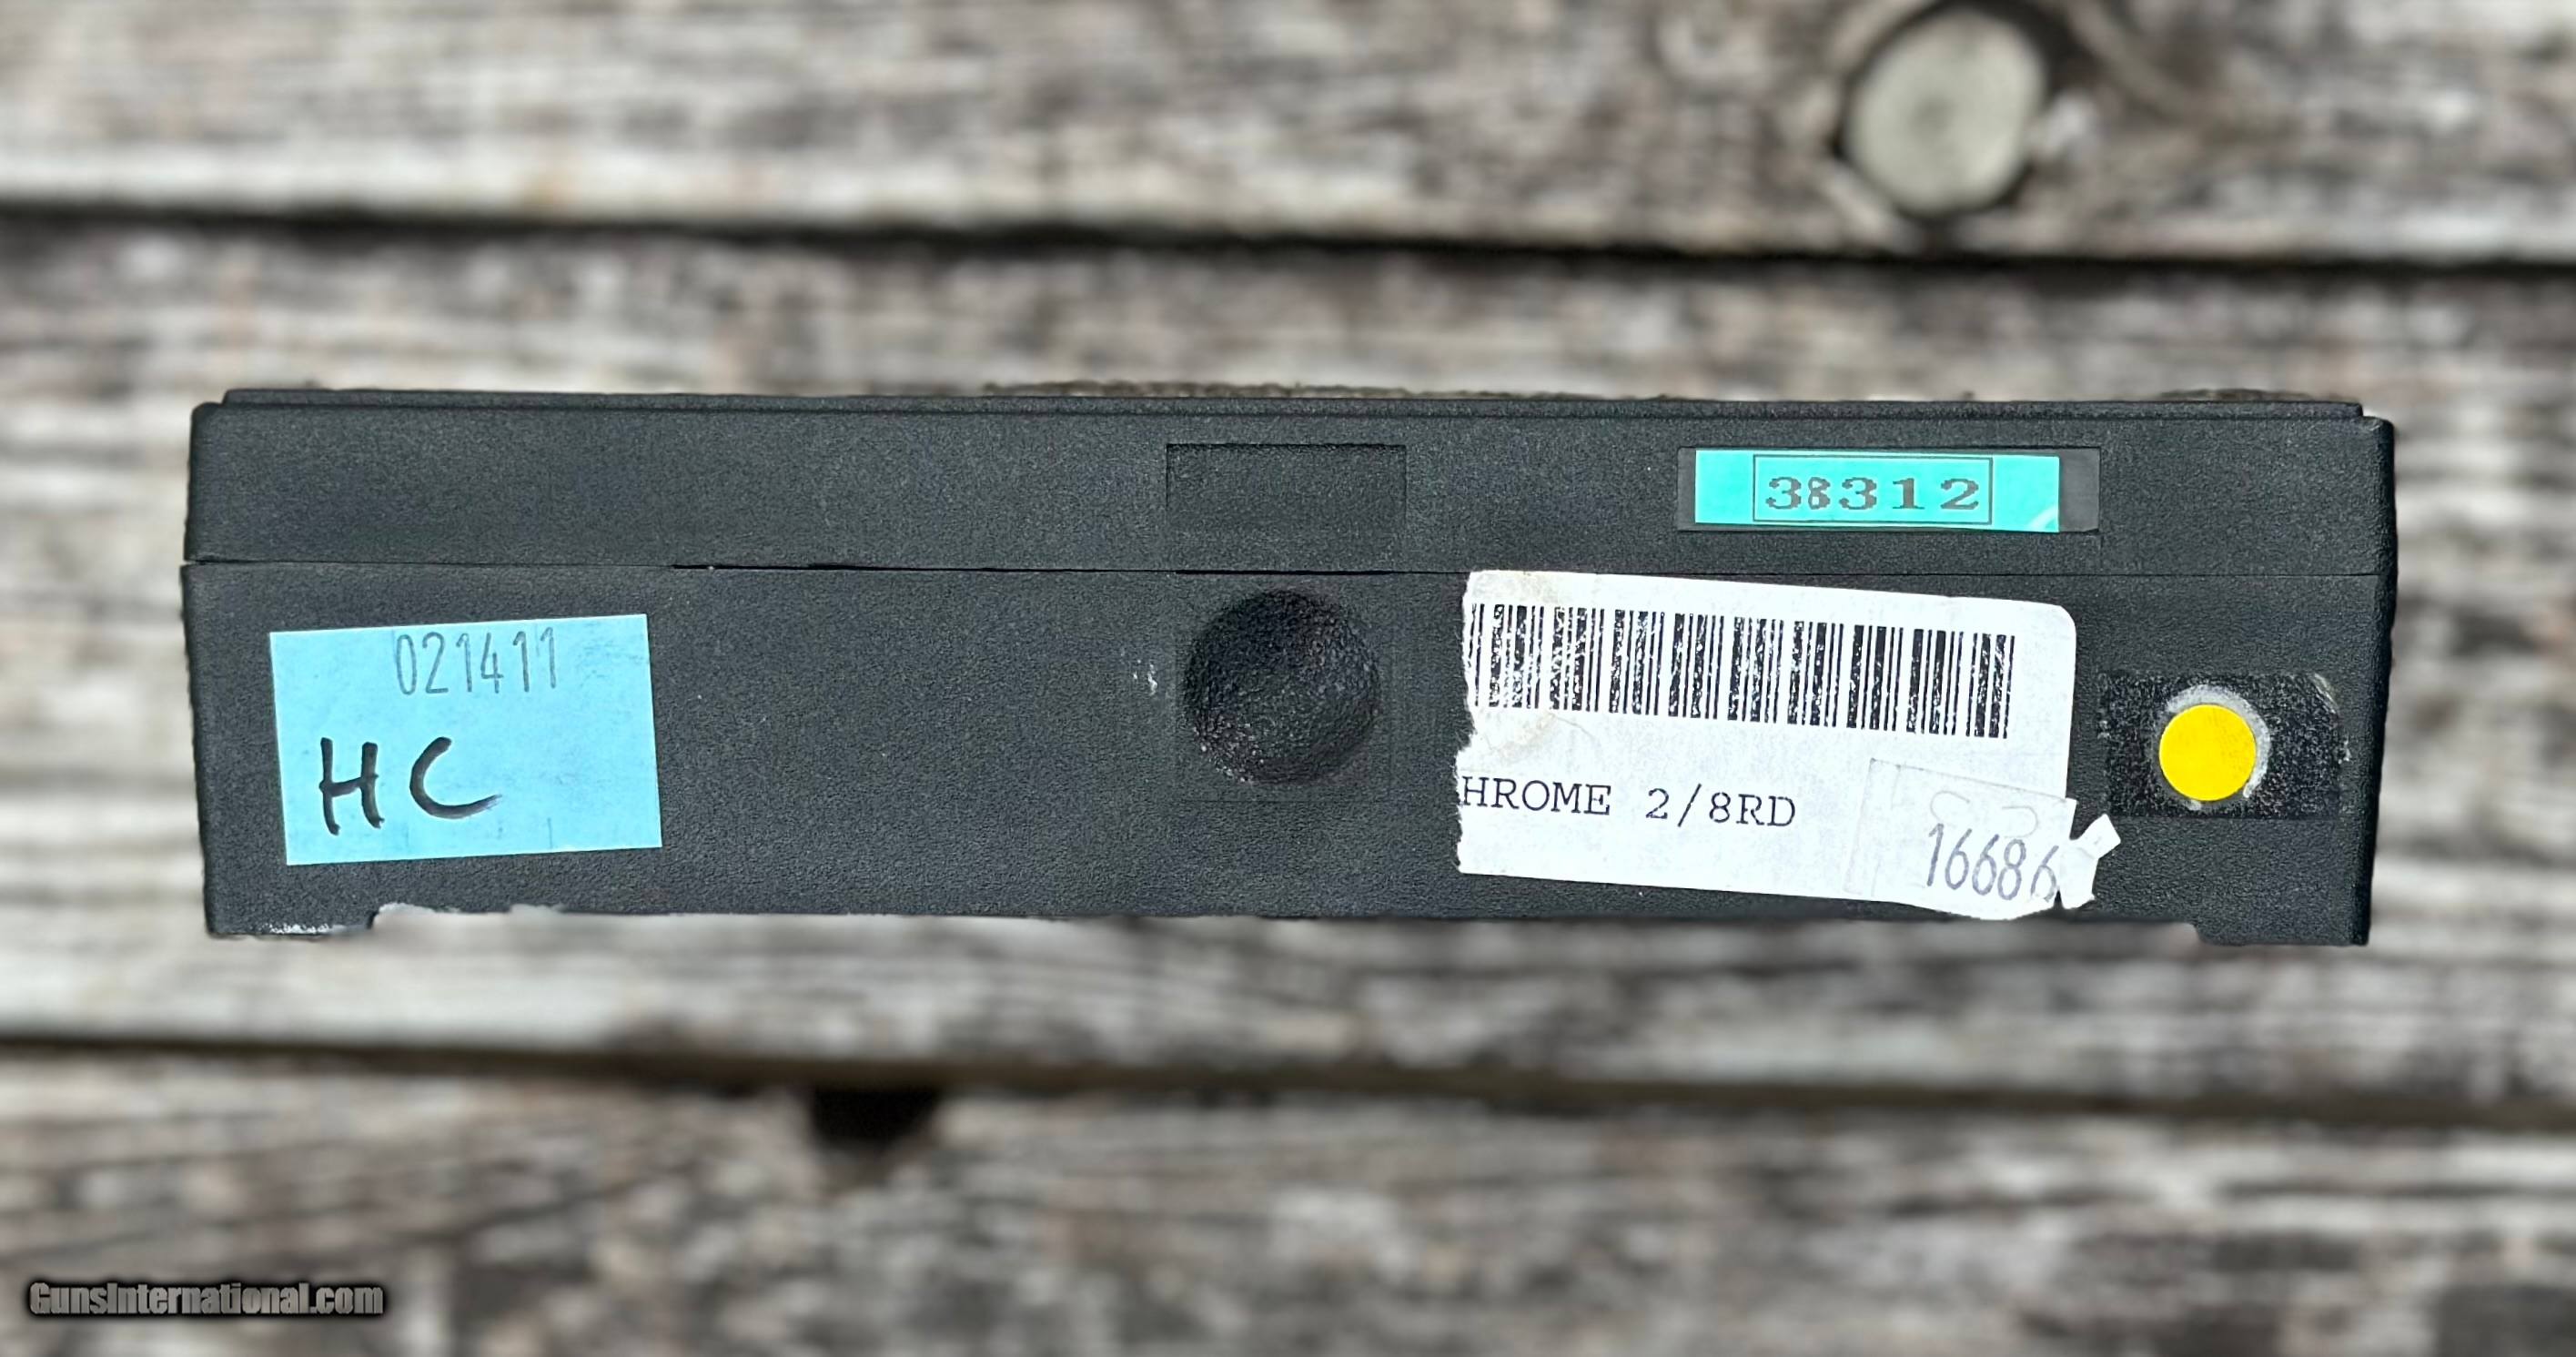 38312
021411
HC
HROME 2/8RD
16686
GunsInternational.com